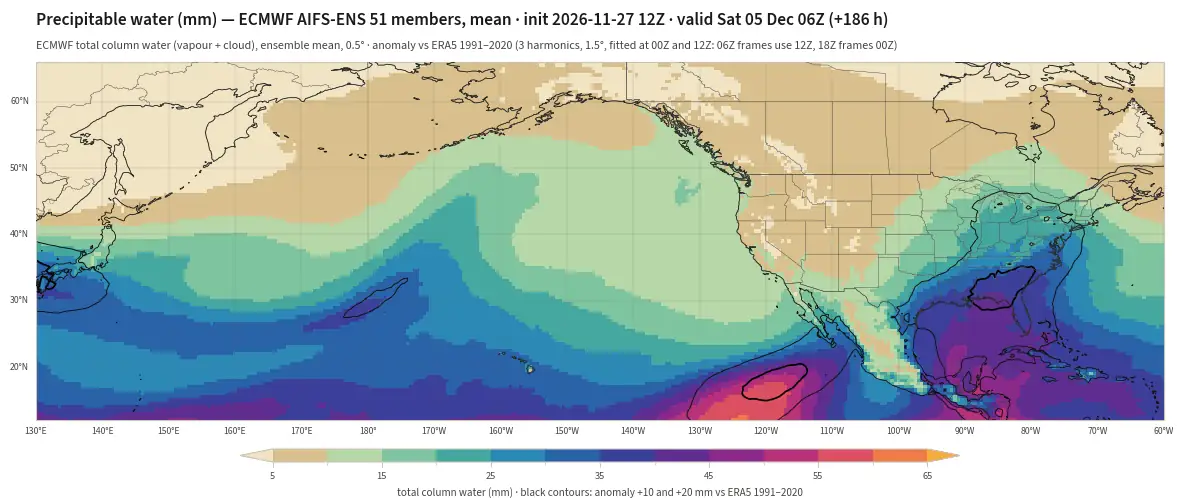 Precipitable water (mm) — ECMWF AIFS-ENS 51 members, mean · init 2026-11-27 12Z · valid Sat 05 Dec 06Z (+186 h)
ECMWF total column water (vapour + cloud), ensemble mean, 0.5° · anomaly vs ERA5 1991–2020 (3 harmonics, 1.5°, fitted at 00Z and 12Z: 06Z frames use 12Z, 18Z frames 00Z)
60°N
50°N
40°N
30°N
20°N
130°E 140°E 150°E 160°E 170°E 180° 170°W 160°W 150°W 140°W 130°W 120°W 110°W 100°W 90°W 80°W 70°W 60°W
5 15 25 35 45 55 65
total column water (mm) · black contours: anomaly +10 and +20 mm vs ERA5 1991–2020